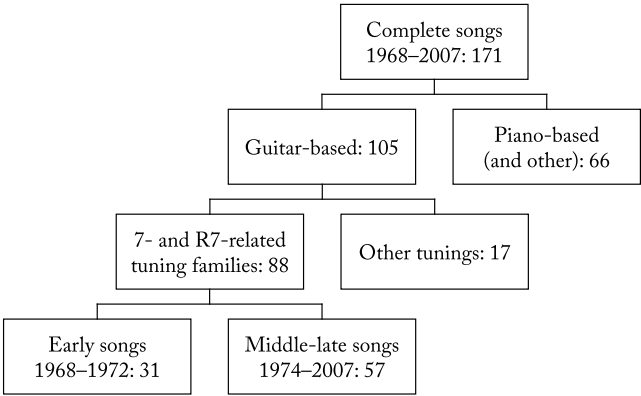 Complete songs
1968–2007: 171
Guitar-based: 105
Piano-based
(and other): 66
7- and R7-related
tuning families: 88
Other tunings: 17
Early songs
1968–1972: 31
Middle-late songs
1974–2007: 57